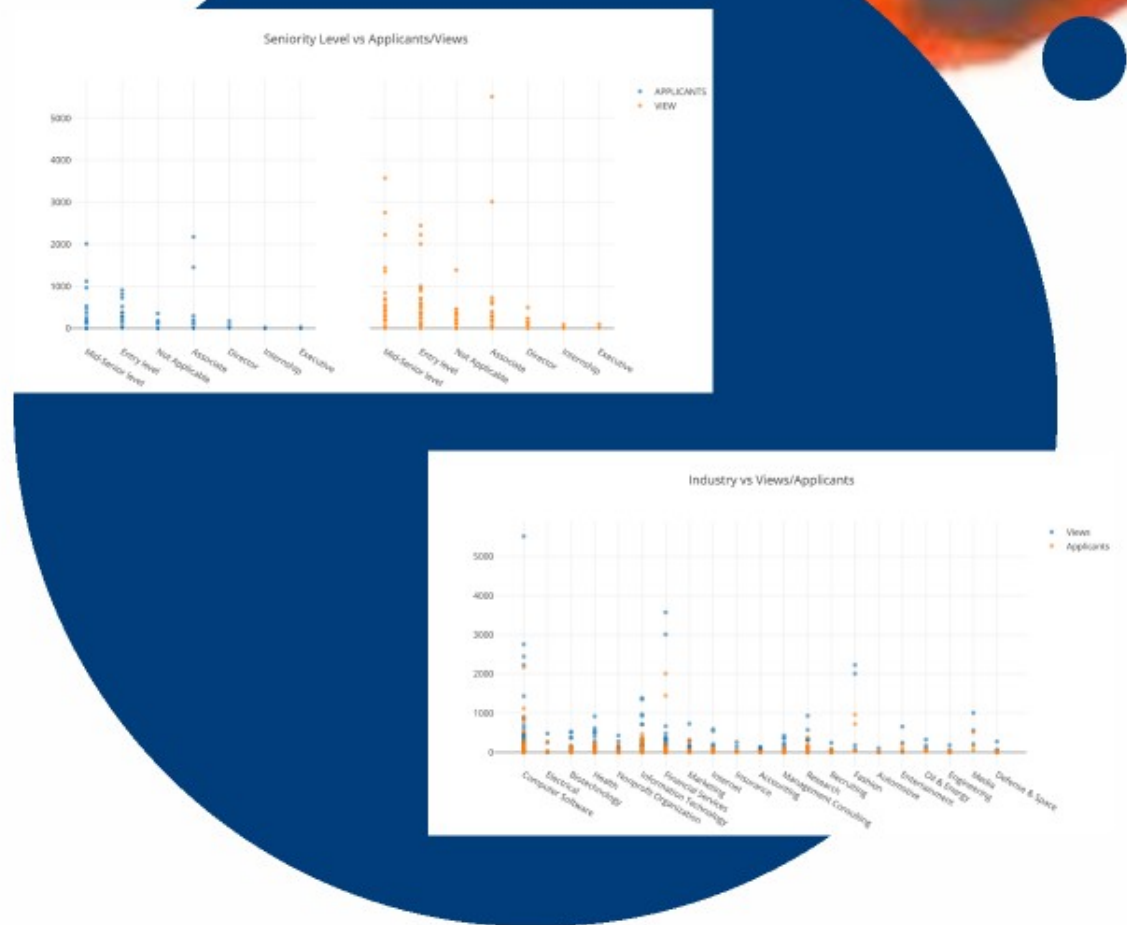 Seniority Level vs Applicants/Views
APPLICANTS
VIEW
5000
4000
3000
2000
1000
0
Mid-Senior level
Entry level
Not Applicable
Associate
Director
Internship
Executive
Mid-Senior level
Entry level
Not Applicable
Associate
Director
Internship
Executive
Industry vs Views/Applicants
Views
Applicants
5000
4000
3000
2000
1000
0
Computer Software
Electrical
Biotechnology
Health
Nonprofit Organization
Information Technology
Financial Services
Marketing
Internet
Insurance
Accounting
Management Consulting
Research
Recruiting
Fashion
Automotive
Entertainment
Oil & Energy
Engineering
Media
Defense & Space